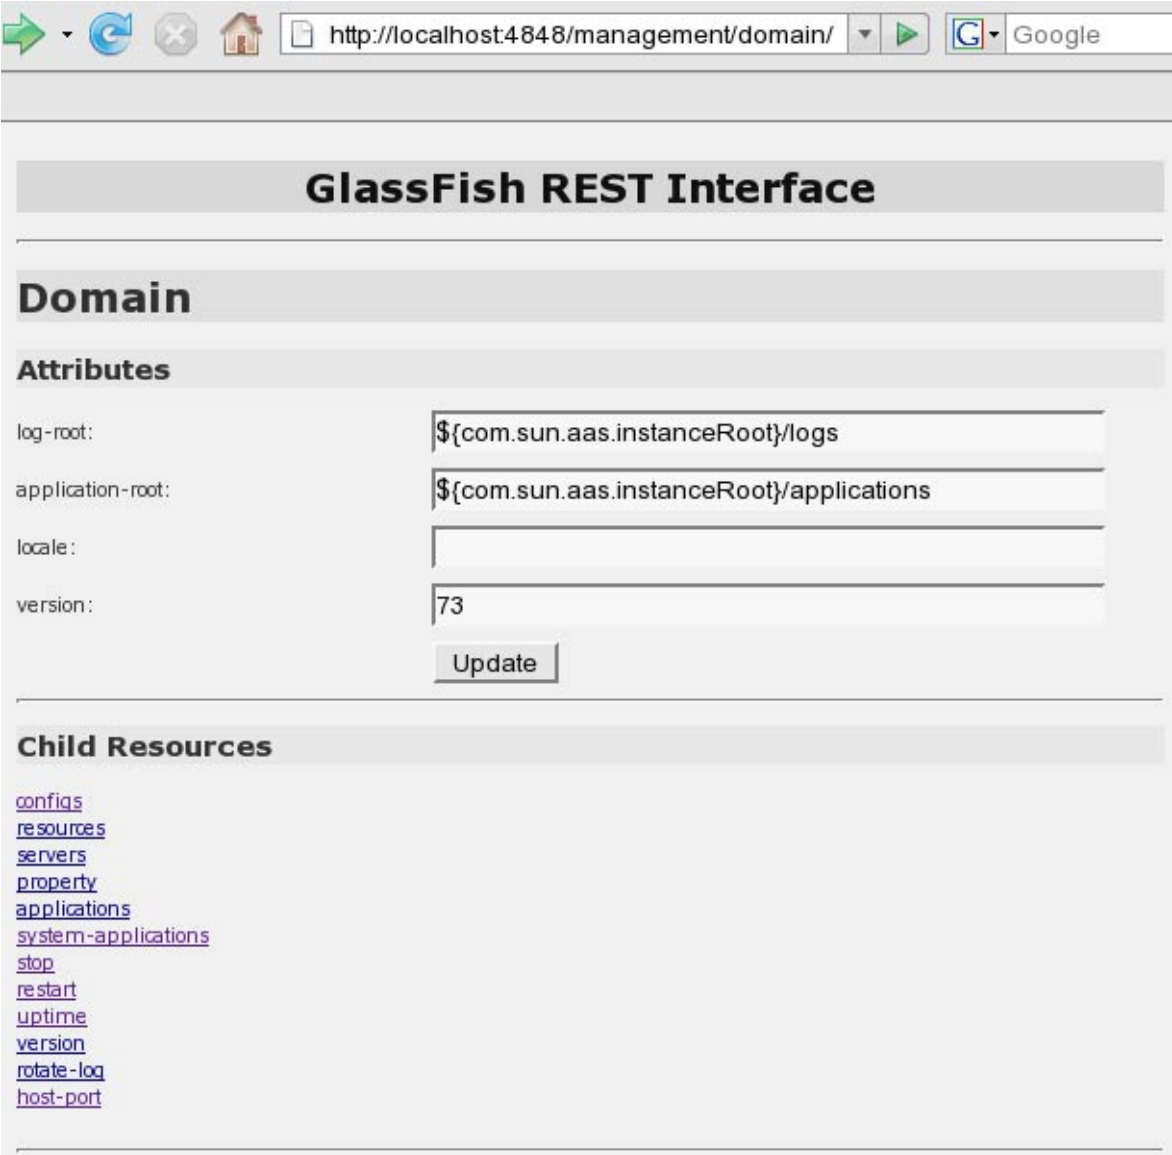 http://localhost:4848/management/domain/ G Google
GlassFish REST Interface
Domain
Attributes
log-root: ${com.sun.aas.instanceRoot}/logs
application-root: ${com.sun.aas.instanceRoot}/applications
locale:
version: 73
Update
Child Resources
configs
resources
servers
property
applications
system-applications
stop
restart
uptime
version
rotate-log
host-port